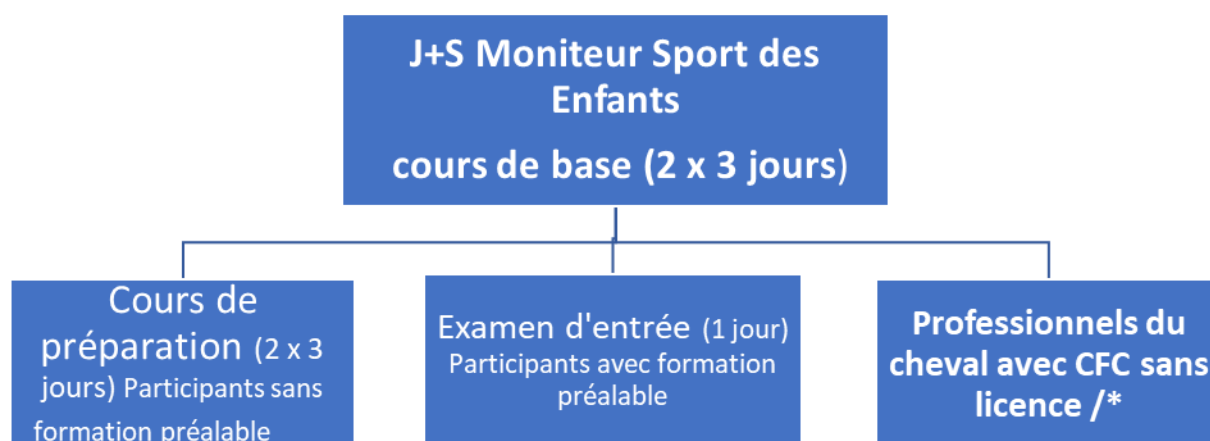 J+S Moniteur Sport des
Enfants
cours de base (2 x 3 jours)
Cours de
préparation (2 x 3
jours) Participants sans
formation préalable
Examen d'entrée (1 jour)
Participants avec formation
préalable
Professionnels du
cheval avec CFC sans
licence /*